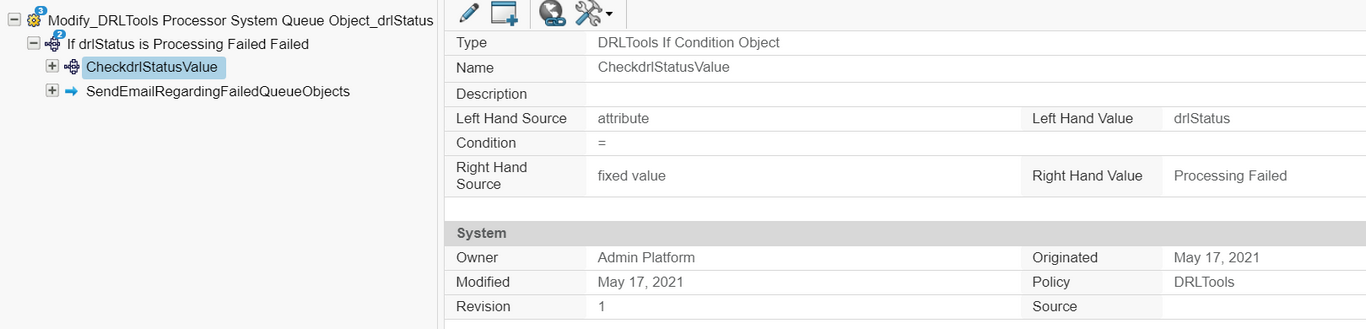 3
Modify_DRLTools Processor System Queue Object_drlStatus
2
If drlStatus is Processing Failed Failed
CheckdrlStatusValue
SendEmailRegardingFailedQueueObjects
Type DRLTools If Condition Object
Name CheckdrlStatusValue
Description
Left Hand Source attribute Left Hand Value drlStatus
Condition =
Right Hand
Source fixed value Right Hand Value Processing Failed
System
Owner Admin Platform Originated May 17, 2021
Modified May 17, 2021 Policy DRLTools
Revision 1 Source